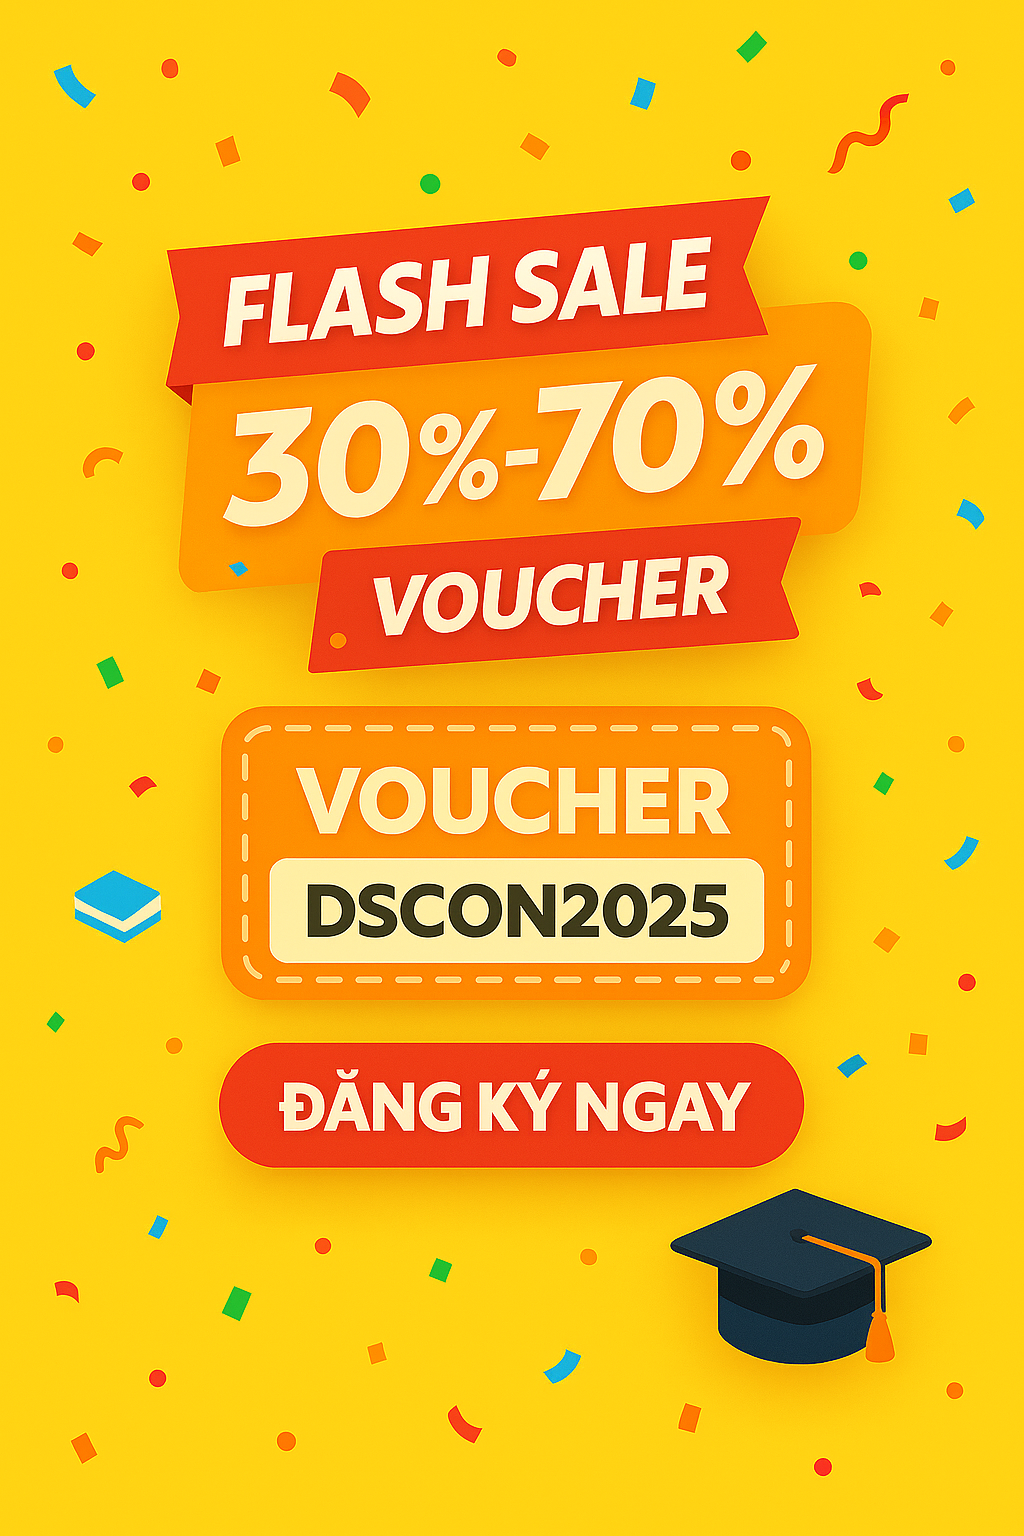 FLASH SALE
30%-70%
VOUCHER
VOUCHER
DSCON2025
ĐĂNG KÝ NGAY